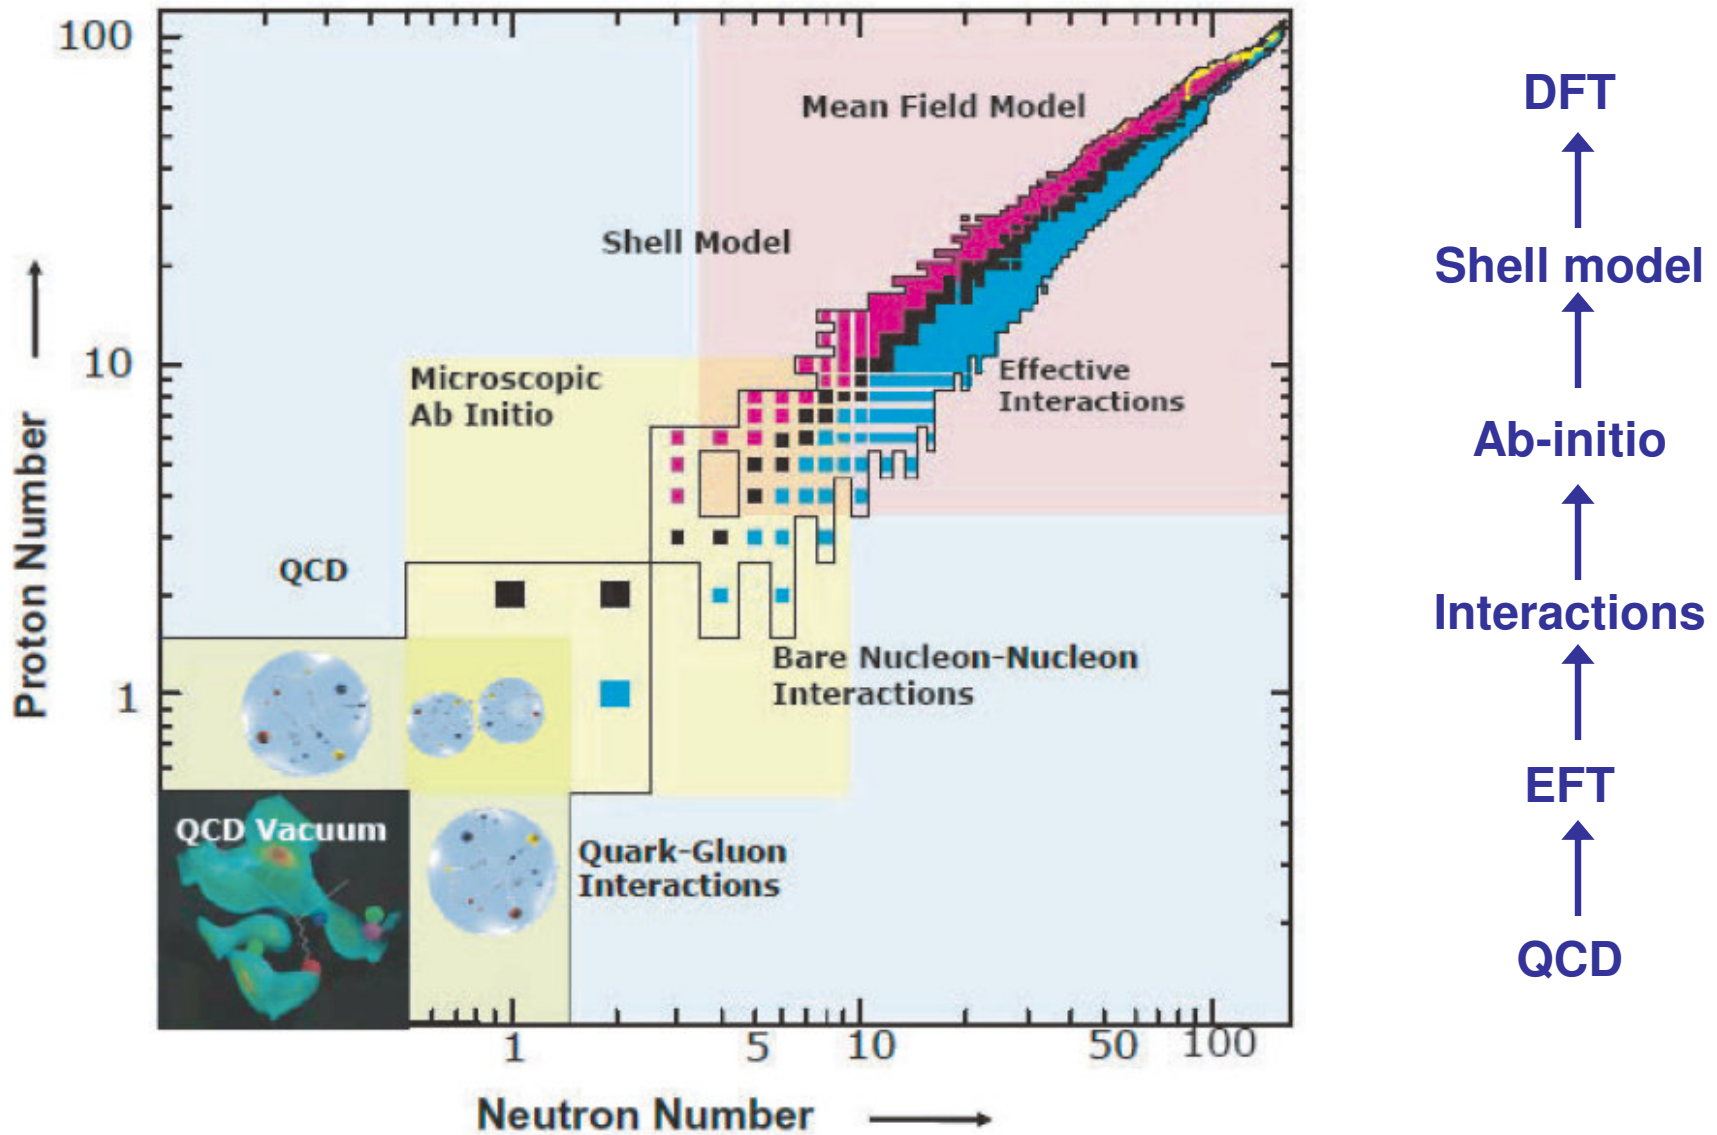 100
10
1
Proton Number
Mean Field Model
Shell Model
Microscopic
Ab Initio
Effective
Interactions
QCD
Bare Nucleon-Nucleon
Interactions
QCD Vacuum
Quark-Gluon
Interactions
1
5
10
50
100
Neutron Number
DFT
Shell model
Ab-initio
Interactions
EFT
QCD